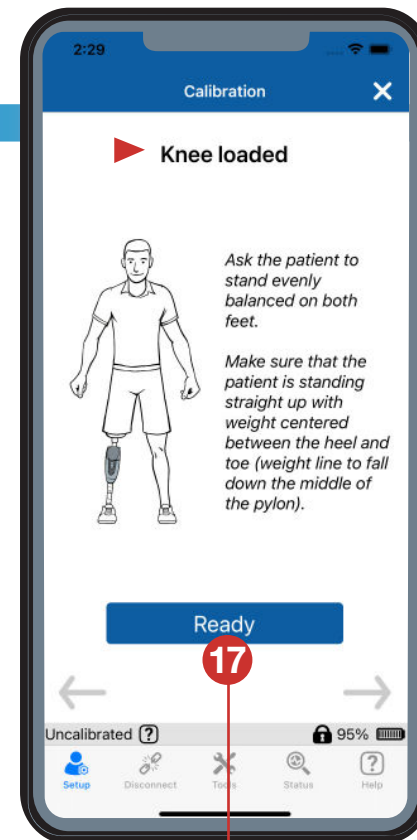 2:29
Calibration
Knee loaded
Ask the patient to
stand evenly
balanced on both
feet.
Make sure that the
patient is standing
straight up with
weight centered
between the heel and
toe (weight line to fall
down the middle of
the pylon).
Ready
17
Uncalibrated ?
95%
Setup
Disconnect
Tools
Status
? Help